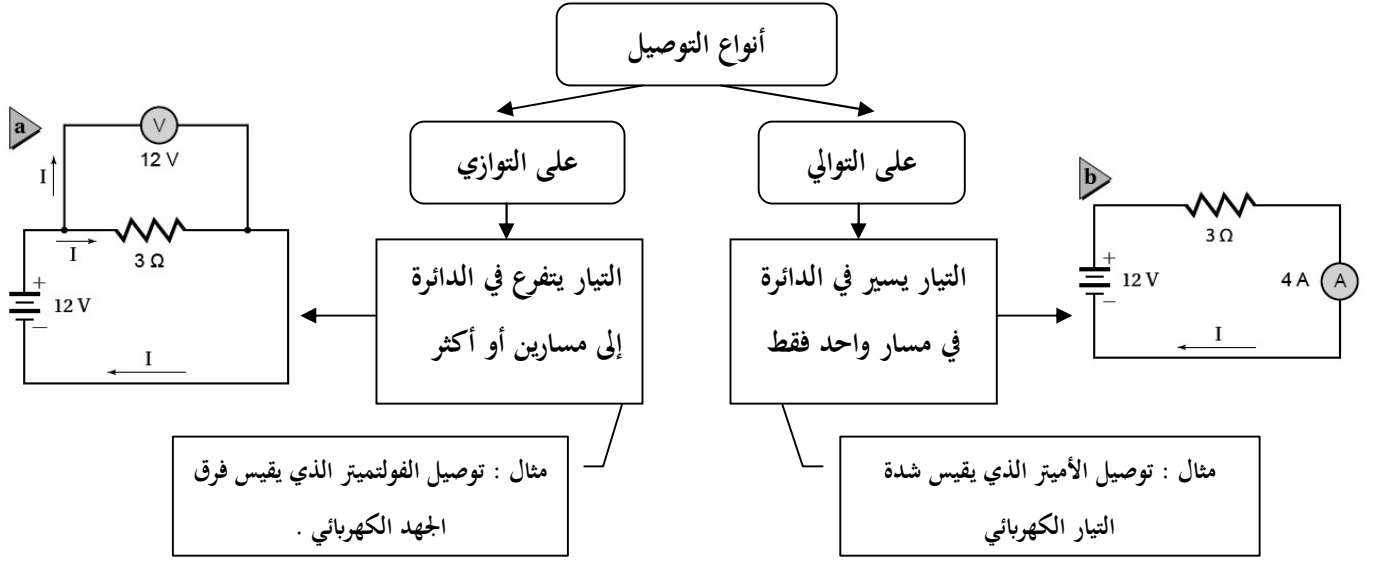 أنواع التوصيل
على التوالي
على التوازي
التيار يسير في الدائرة
في مسار واحد فقط
التيار يتفرع في الدائرة
إلى مسارين أو أكثر
مثال : توصيل الأميتر الذي يقيس شدة
التيار الكهربائي
مثال : توصيل الفولتميتر الذي يقيس فرق
الجهد الكهربائي .
a
V
12 V
I
I
3 Ω
+
12 V
−
I
b
3 Ω
+
12 V
−
4 A
A
I